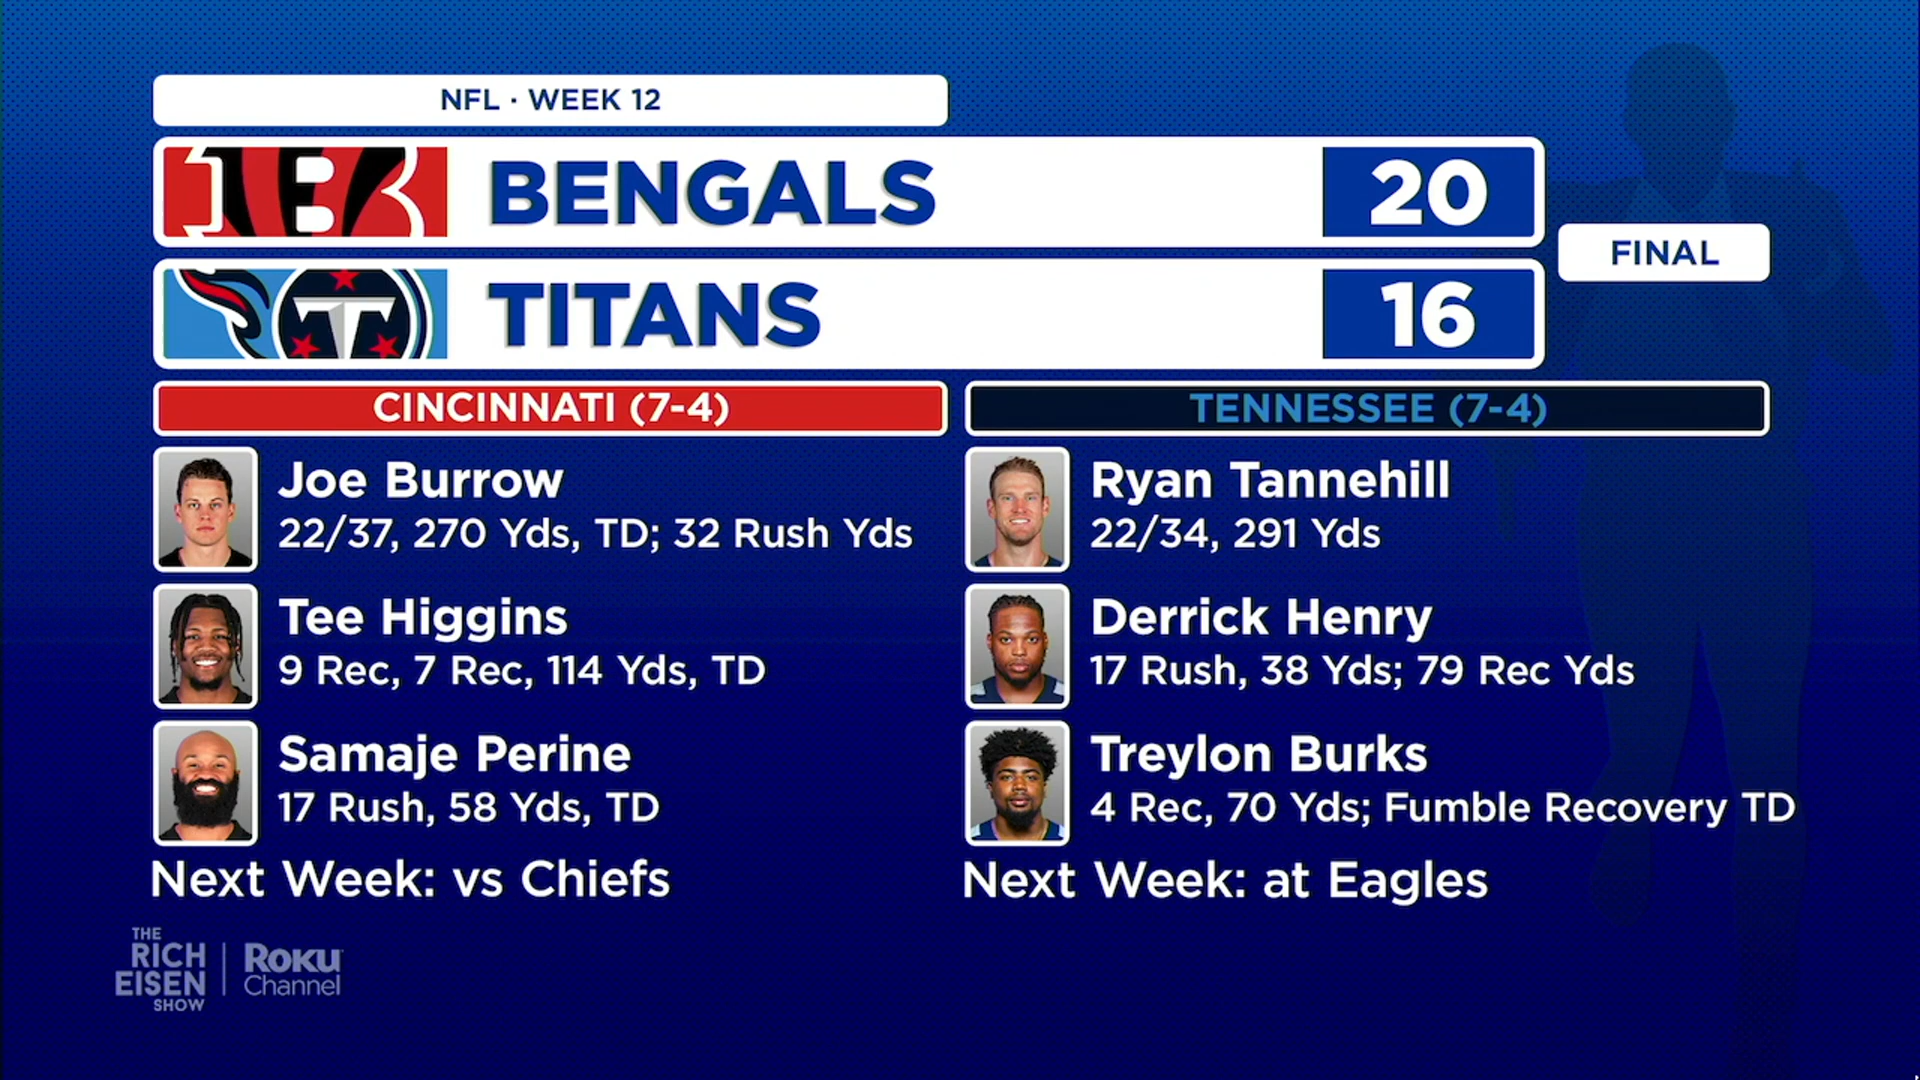 NFL · WEEK 12
B BENGALS 20
T TITANS 16
FINAL
CINCINNATI (7-4)
Joe Burrow
22/37, 270 Yds, TD; 32 Rush Yds
Tee Higgins
9 Rec, 7 Rec, 114 Yds, TD
Samaje Perine
17 Rush, 58 Yds, TD
Next Week: vs Chiefs
TENNESSEE (7-4)
Ryan Tannehill
22/34, 291 Yds
Derrick Henry
17 Rush, 38 Yds; 79 Rec Yds
Treylon Burks
4 Rec, 70 Yds; Fumble Recovery TD
Next Week: at Eagles
THE
RICH
EISEN
SHOW
Roku
Channel